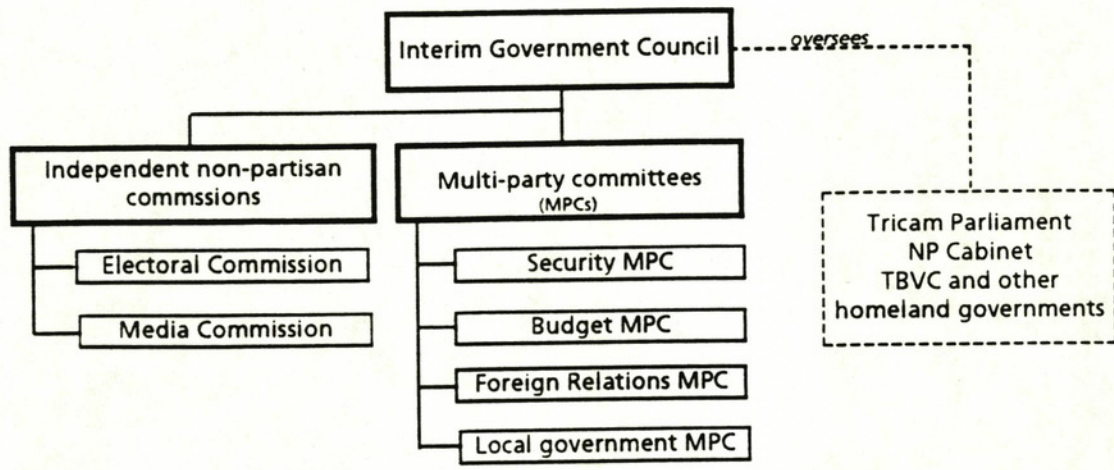 Interim Government Council
oversees
Independent non-partisan
commssions
Multi-party committees
(MPCs)
Electoral Commission
Media Commission
Security MPC
Budget MPC
Foreign Relations MPC
Local government MPC
Tricam Parliament
NP Cabinet
TBVC and other
homeland governments